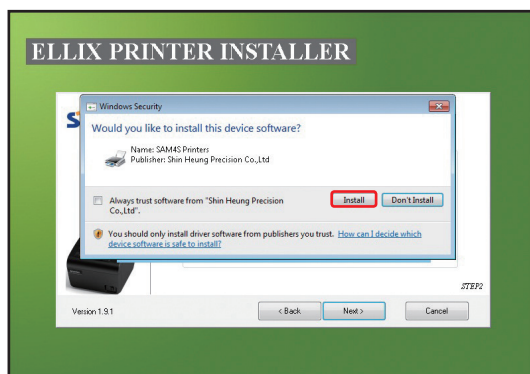 ELLIX PRINTER INSTALLER
S
Windows Security
Would you like to install this device software?
Name: SAM4S Printers
Publisher: Shin Heung Precision Co.,Ltd
Always trust software from "Shin Heung Precision
Co.,Ltd".
Install
Don't Install
You should only install driver software from publishers you trust. How can I decide which
device software is safe to install?
STEP2
Version 1.9.1
< Back
Next >
Cancel